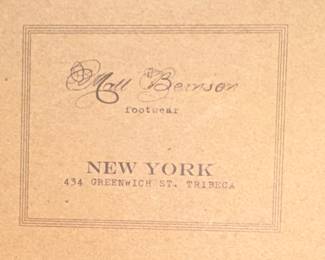 Matt Bernson
footwear
NEW YORK
434 GREENWICH ST. TRIBECA